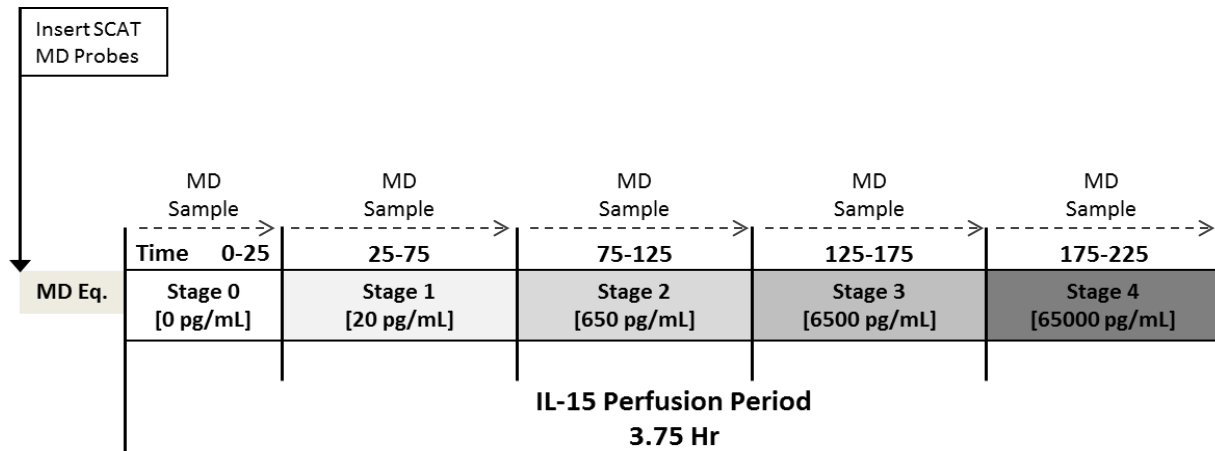 Insert SCAT
MD Probes
MD
Sample
MD
Sample
MD
Sample
MD
Sample
MD
Sample
Time 0-25
25-75
75-125
125-175
175-225
MD Eq.
Stage 0
[0 pg/mL]
Stage 1
[20 pg/mL]
Stage 2
[650 pg/mL]
Stage 3
[6500 pg/mL]
Stage 4
[65000 pg/mL]
IL-15 Perfusion Period
3.75 Hr